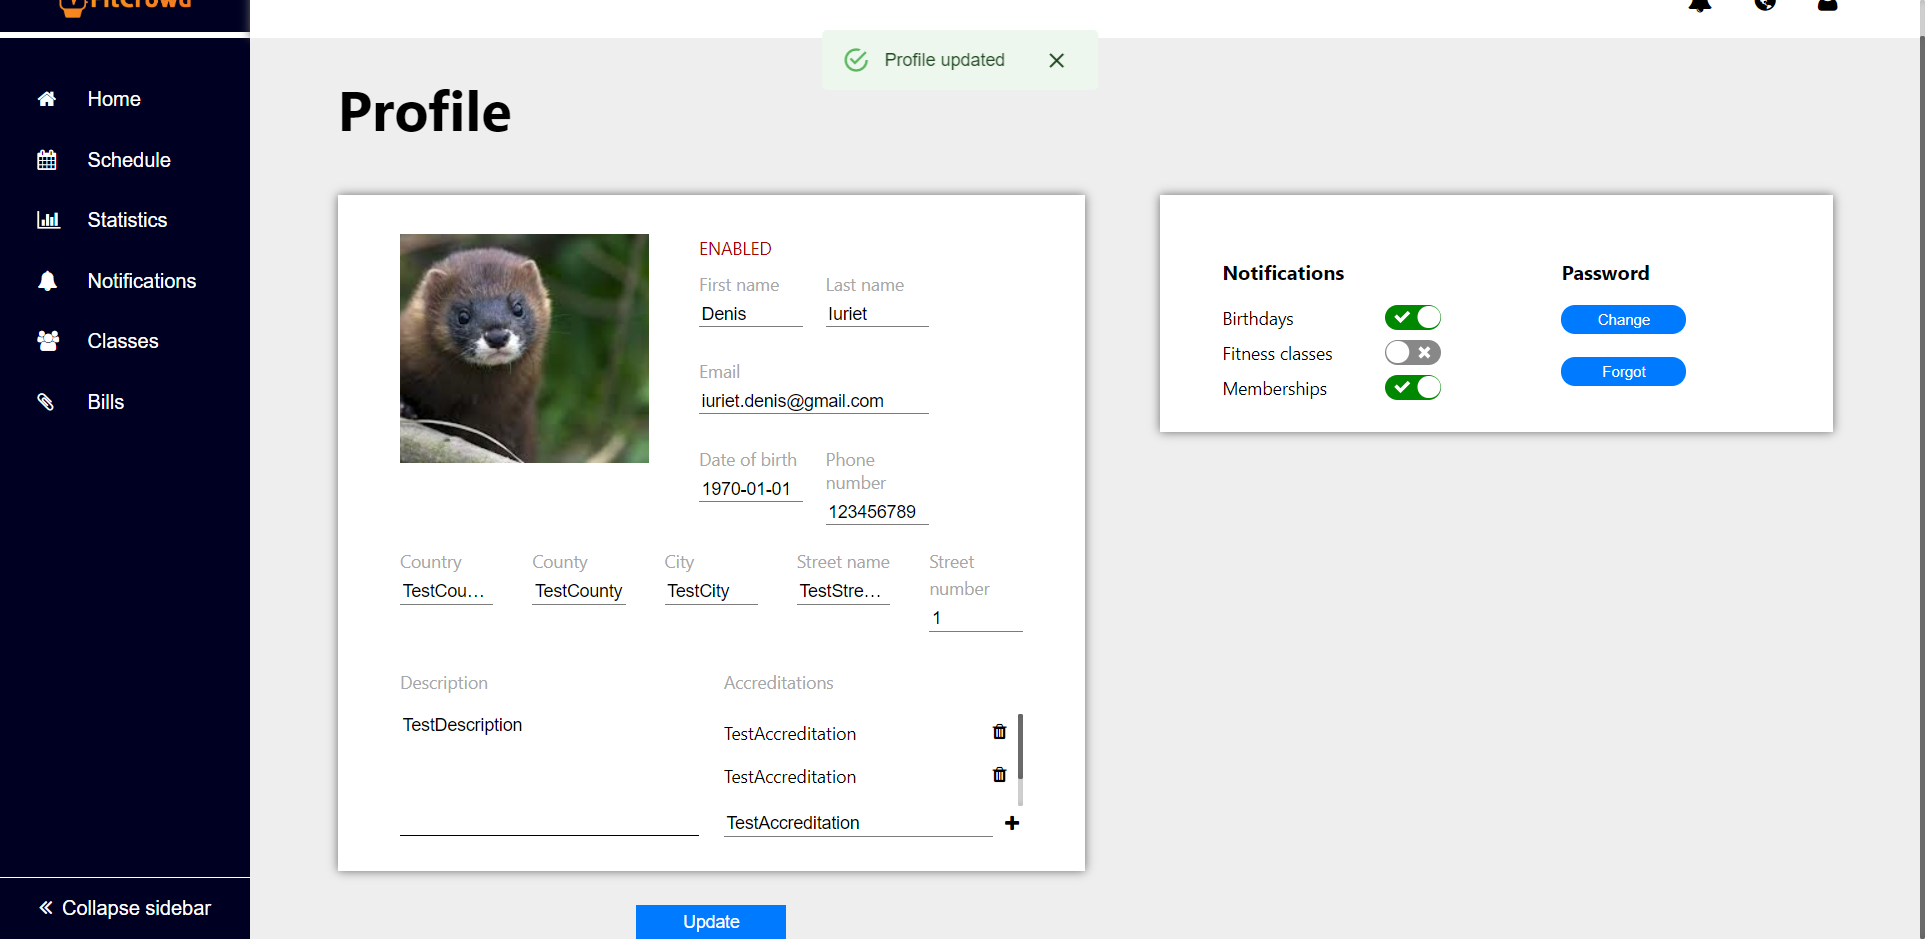 FitCrowd
Profile updated
Home
Schedule
Statistics
Notifications
Classes
Bills
Collapse sidebar
Profile
ENABLED
First name
Last name
Denis
Iuriet
Email
iuriet.denis@gmail.com
Date of birth
Phone
number
1970-01-01
123456789
Country
County
City
Street name
Street
number
TestCou...
TestCounty
TestCity
TestStre...
1
Description
Accreditations
TestDescription
TestAccreditation
TestAccreditation
TestAccreditation
Update
Notifications
Password
Birthdays
Change
Fitness classes
Forgot
Memberships